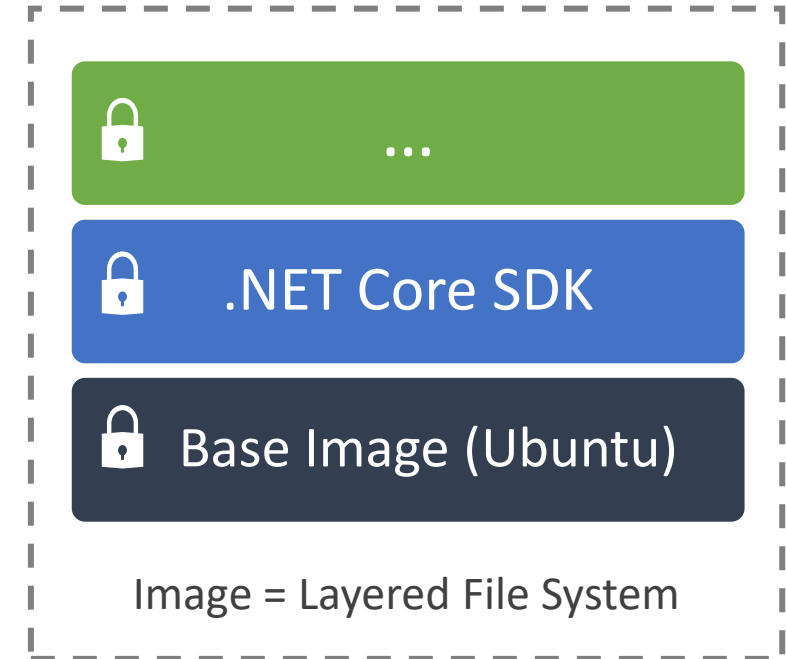 ...
.NET Core SDK
Base Image (Ubuntu)
Image = Layered File System